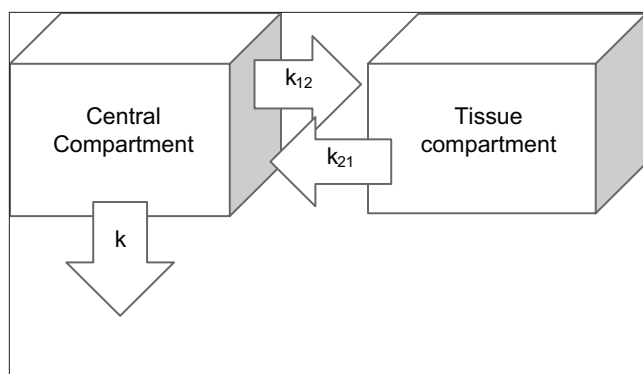 Central
Compartment
k₁₂
Tissue
compartment
k₂₁
k